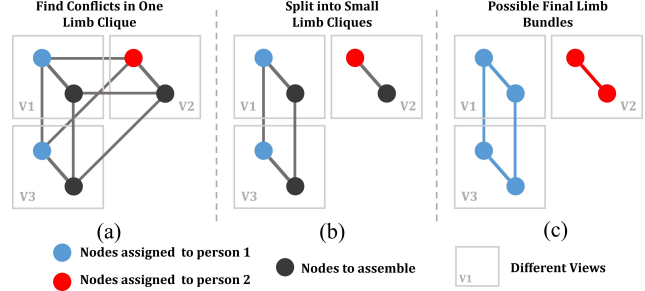 Find Conflicts in One
Limb Clique
Split into Small
Limb Cliques
Possible Final Limb
Bundles
V1
V2
V3
V1
V2
V3
V1
V2
V3
(a)
(b)
(c)
Nodes assigned to person 1
Nodes assigned to person 2
Nodes to assemble
V1
Different Views